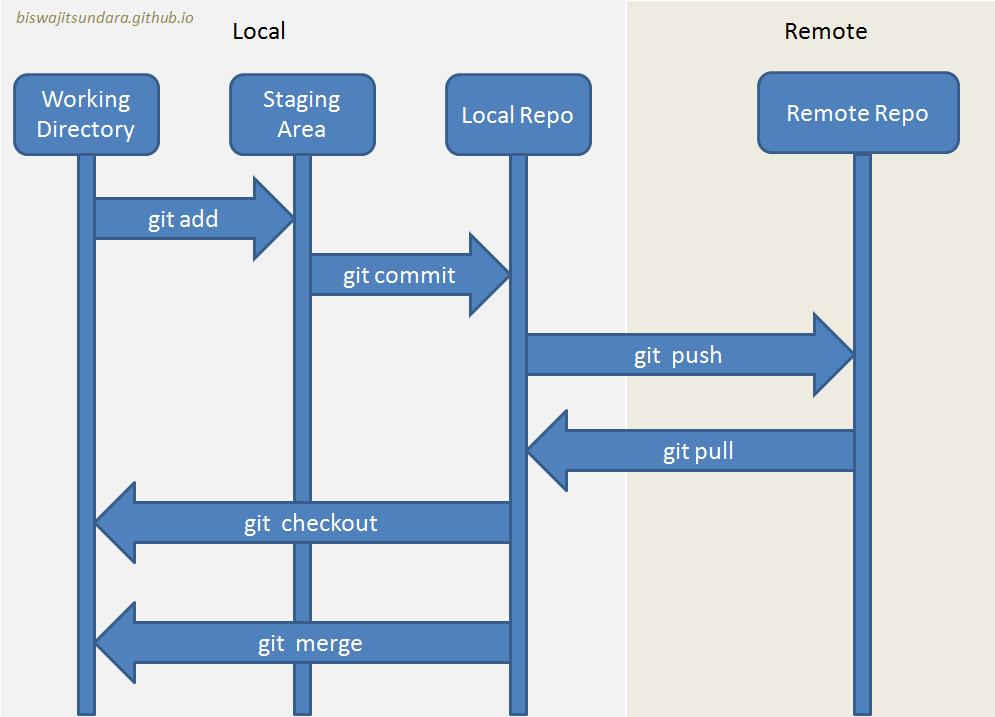 biswajitsundara.github.io
Local
Remote
Working
Directory
Staging
Area
Local Repo
Remote Repo
git add
git commit
git push
git pull
git checkout
git merge